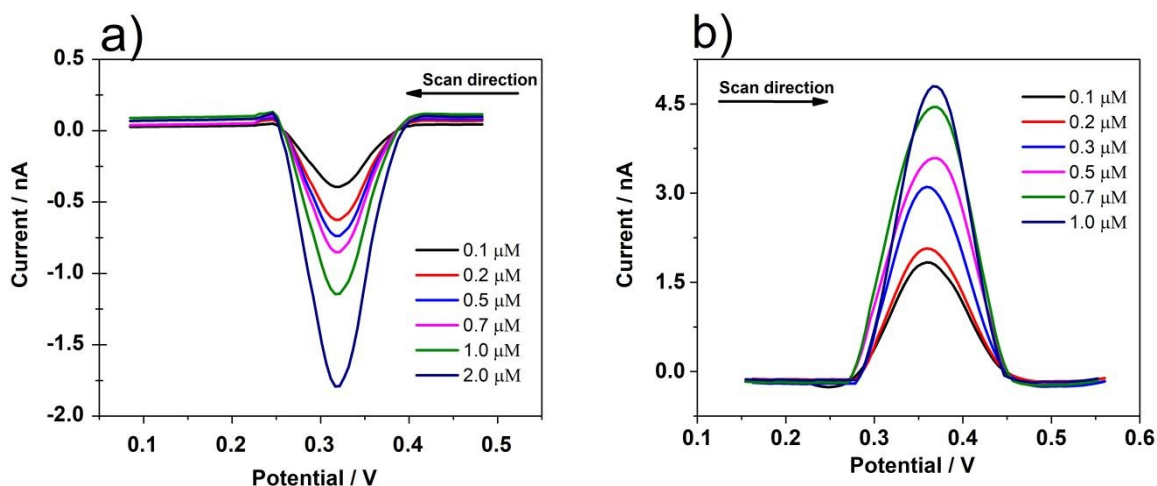 a)
Scan direction
0.5
0.0
-0.5
-1.0
-1.5
-2.0
Current / nA
0.1 μM
0.2 μM
0.5 μM
0.7 μM
1.0 μM
2.0 μM
0.1 0.2 0.3 0.4 0.5
Potential / V
b)
Scan direction
4.5
3.0
1.5
0.0
Current / nA
0.1 μM
0.2 μM
0.3 μM
0.5 μM
0.7 μM
1.0 μM
0.1 0.2 0.3 0.4 0.5 0.6
Potential / V